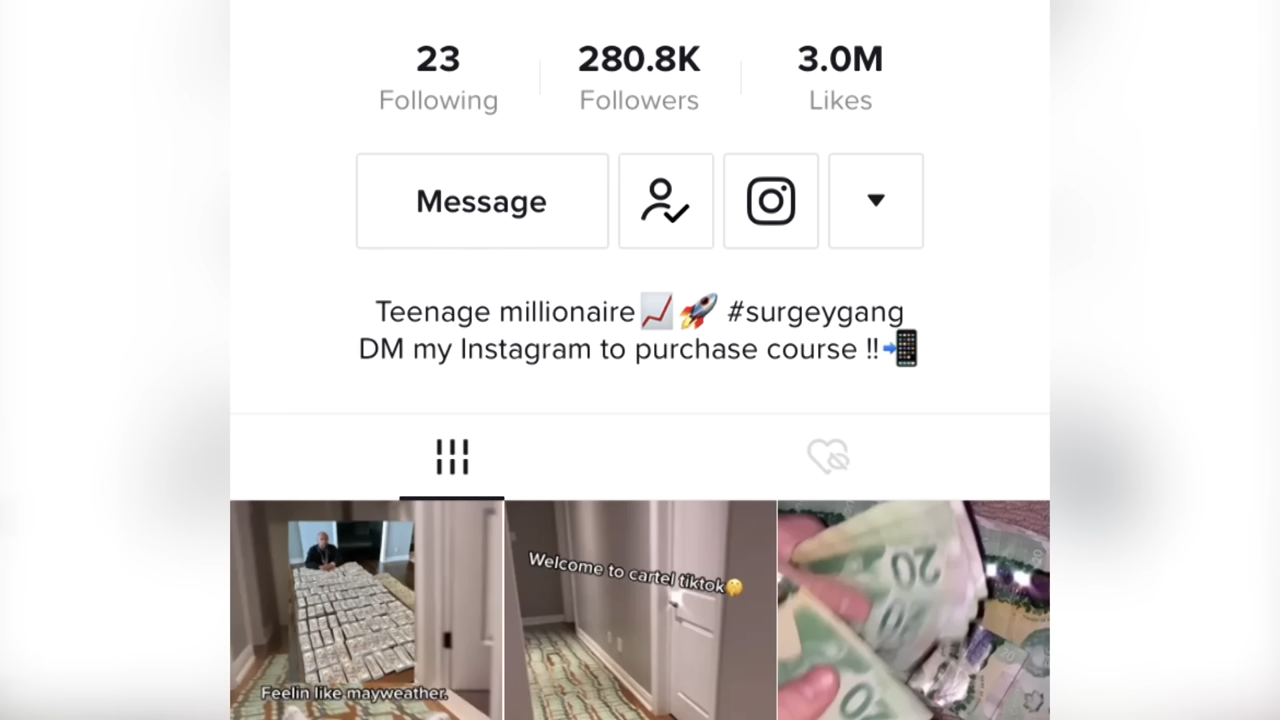 23
280.8K
3.0M
Following
Followers
Likes
Message
Teenage millionaire📈🚀 #surgeygang
DM my Instagram to purchase course !!📲
Welcome to cartel tiktok🤫
Feelin like mayweather.
20
20